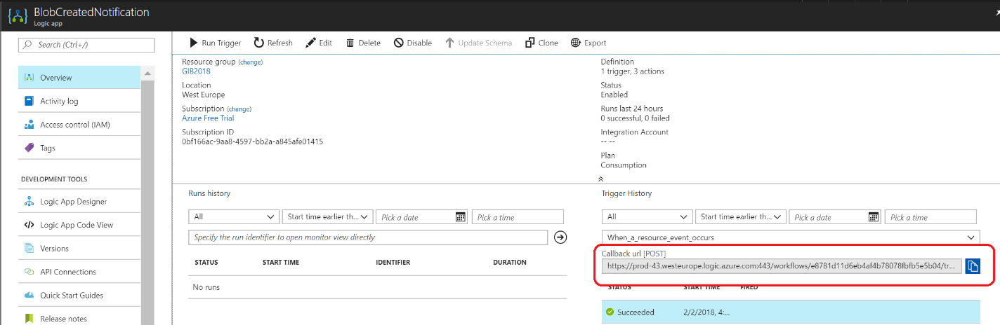 BlobCreatedNotification
Logic app
Search (Ctrl+/)
Overview
Activity log
Access control (IAM)
Tags
DEVELOPMENT TOOLS
Logic App Designer
Logic App Code View
Versions
API Connections
Quick Start Guides
Release notes
Run Trigger Refresh Edit Delete Disable Update Schema Clone Export
Resource group (change)
GIB2018
Location
West Europe
Subscription (change)
Azure Free Trial
Subscription ID
0bf166ac-9aa8-4597-bb2a-a845afe01415
Definition
1 trigger, 3 actions
Status
Enabled
Runs last 24 hours
0 successful, 0 failed
Integration Account
-- --
Plan
Consumption
Runs history
All Start time earlier th... Pick a date Pick a time
Specify the run identifier to open monitor view directly
STATUS START TIME IDENTIFIER DURATION
No runs
Trigger History
All Start time earlier th... Pick a date Pick a time
When_a_resource_event_occurs
Callback url [POST]
https://prod-43.westeurope.logic.azure.com:443/workflows/e8781d11d6eb4af4b78078fbfb5e5b04/tr...
STATUS START TIME FIRED
Succeeded 2/2/2018, 4:...